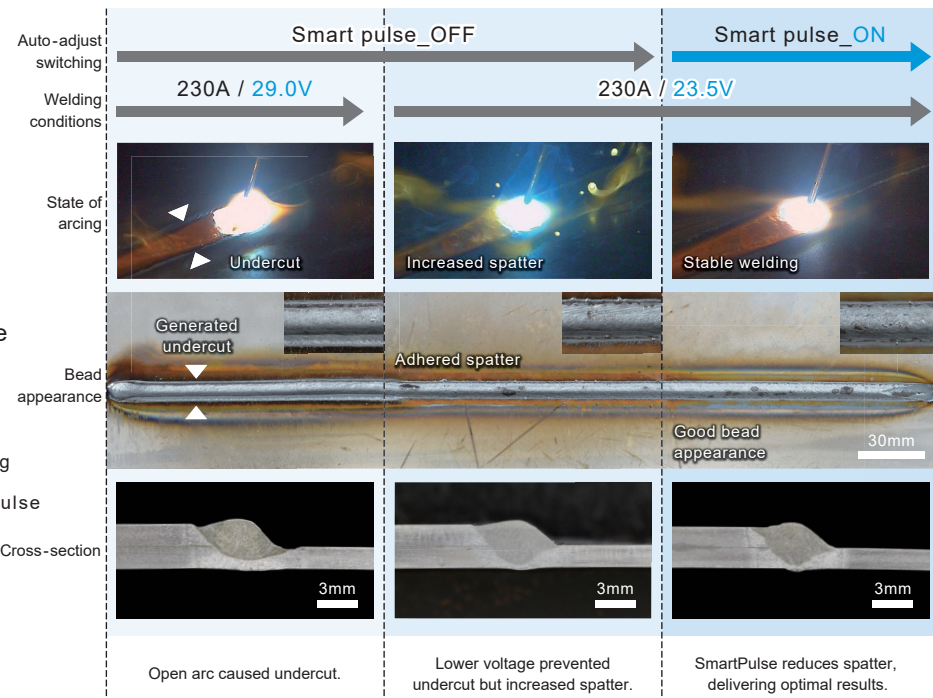 Auto-adjust
switching
Smart pulse_OFF
Smart pulse_ON
Welding
conditions
230A / 29.0V
230A / 23.5V
State of
arcing
Undercut
Increased spatter
Stable welding
e
Bead
appearance
Generated
undercut
Adhered spatter
Good bead
appearance
30mm
g
ulse
Cross-section
3mm
3mm
3mm
Open arc caused undercut.
Lower voltage prevented
undercut but increased spatter.
SmartPulse reduces spatter,
delivering optimal results.